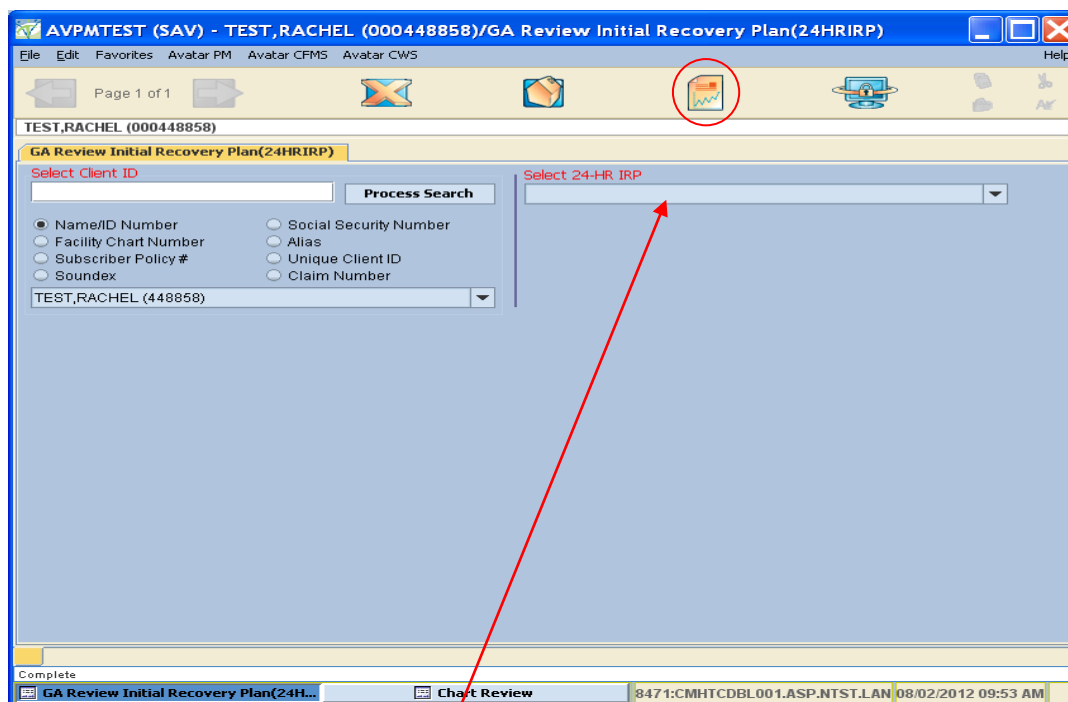 AVPMTEST (SAV) - TEST,RACHEL (000448858)/GA Review Initial Recovery Plan(24HRIRP)
File Edit Favorites Avatar PM Avatar CFMS Avatar CWS Help
Page 1 of 1
TEST,RACHEL (000448858)
GA Review Initial Recovery Plan(24HRIRP)
Select Client ID
Select 24-HR IRP
Process Search
Name/ID Number Social Security Number
Facility Chart Number Alias
Subscriber Policy # Unique Client ID
Soundex Claim Number
TEST,RACHEL (448858)
Complete
GA Review Initial Recovery Plan(24H... Chart Review 8471:CMHTCDBL001.ASP.NTST.LAN 08/02/2012 09:53 AM